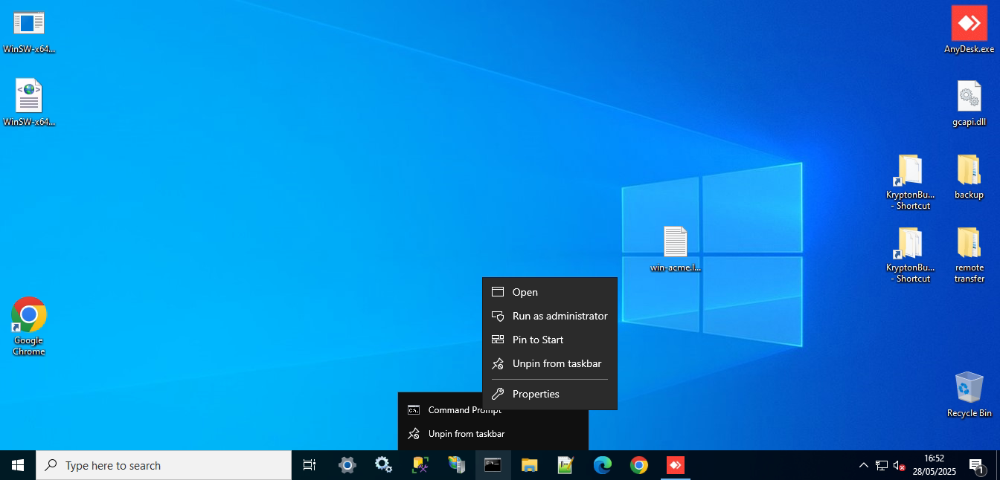 WinSW-x64...
WinSW-x64...
Google
Chrome
AnyDesk.exe
gcapi.dll
KryptonBu...
- Shortcut
backup
KryptonBu...
- Shortcut
remote
transfer
win-acme.l...
Recycle Bin
Open
Run as administrator
Pin to Start
Unpin from taskbar
Properties
Command Prompt
Unpin from taskbar
Type here to search
16:52
28/05/2025
1